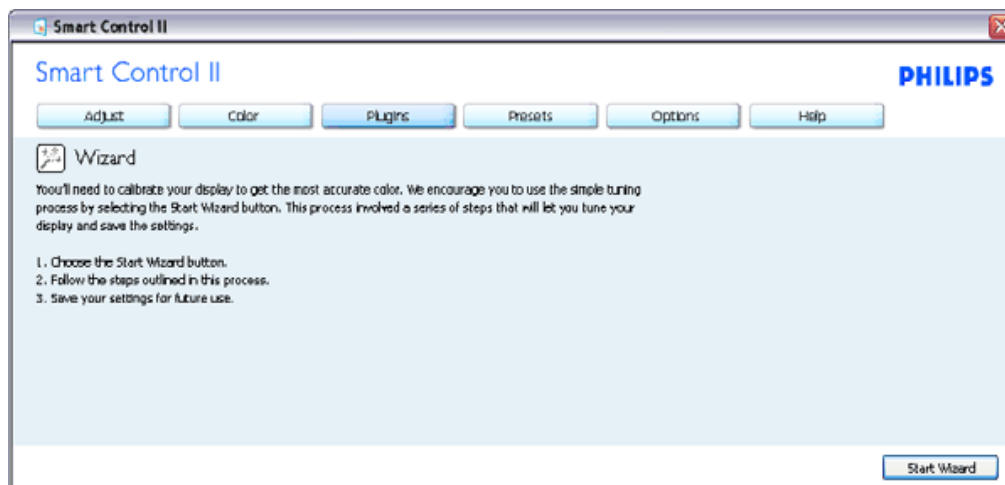 Smart Control II
Smart Control II
PHILIPS
Adjust Color Plugins Presets Options Help
Wizard
Yoou'll need to calibrate your display to get the most accurate color. We encourage you to use the simple tuning
process by selecting the Start Wizard button. This process involved a series of steps that will let you tune your
display and save the settings.
1. Choose the Start Wizard button.
2. Follow the steps outlined in this process.
3. Save your settings for future use.
Start Wizard